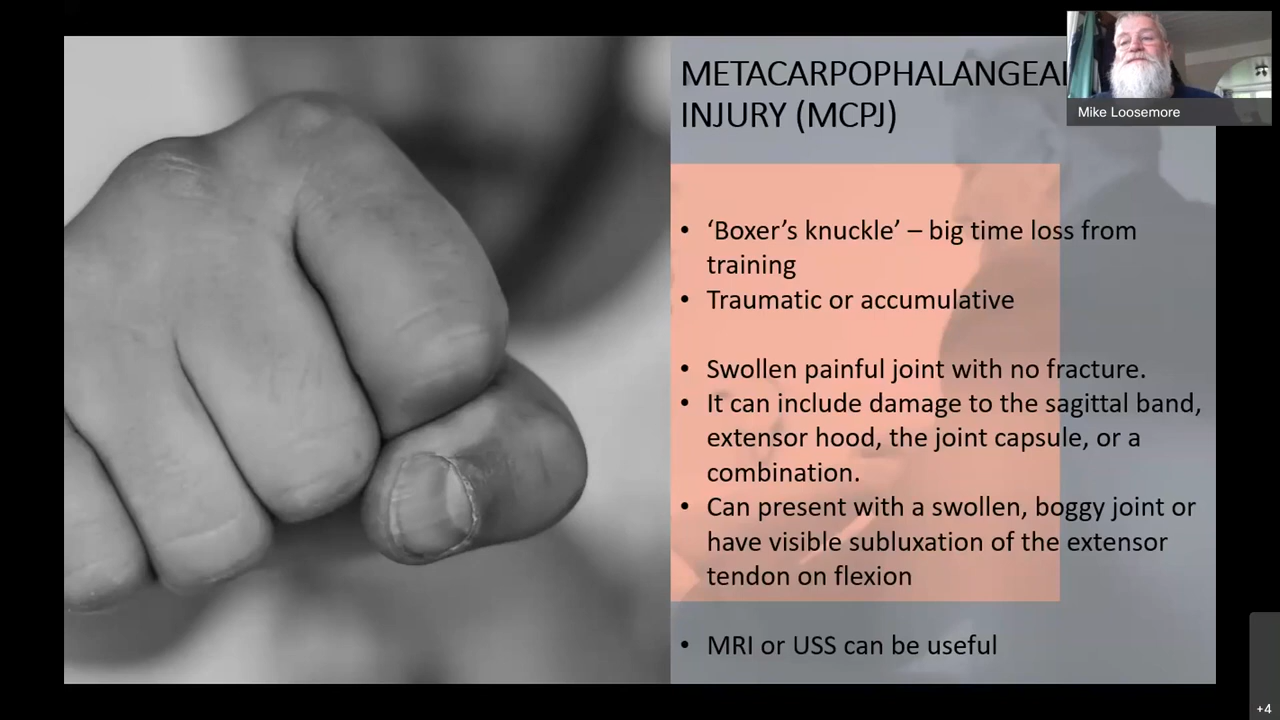 METACARPOPHALANGEAL
INJURY (MCPJ)
Mike Loosemore
• ‘Boxer’s knuckle’ – big time loss from
training
• Traumatic or accumulative
• Swollen painful joint with no fracture.
• It can include damage to the sagittal band,
extensor hood, the joint capsule, or a
combination.
• Can present with a swollen, boggy joint or
have visible subluxation of the extensor
tendon on flexion
• MRI or USS can be useful
+4